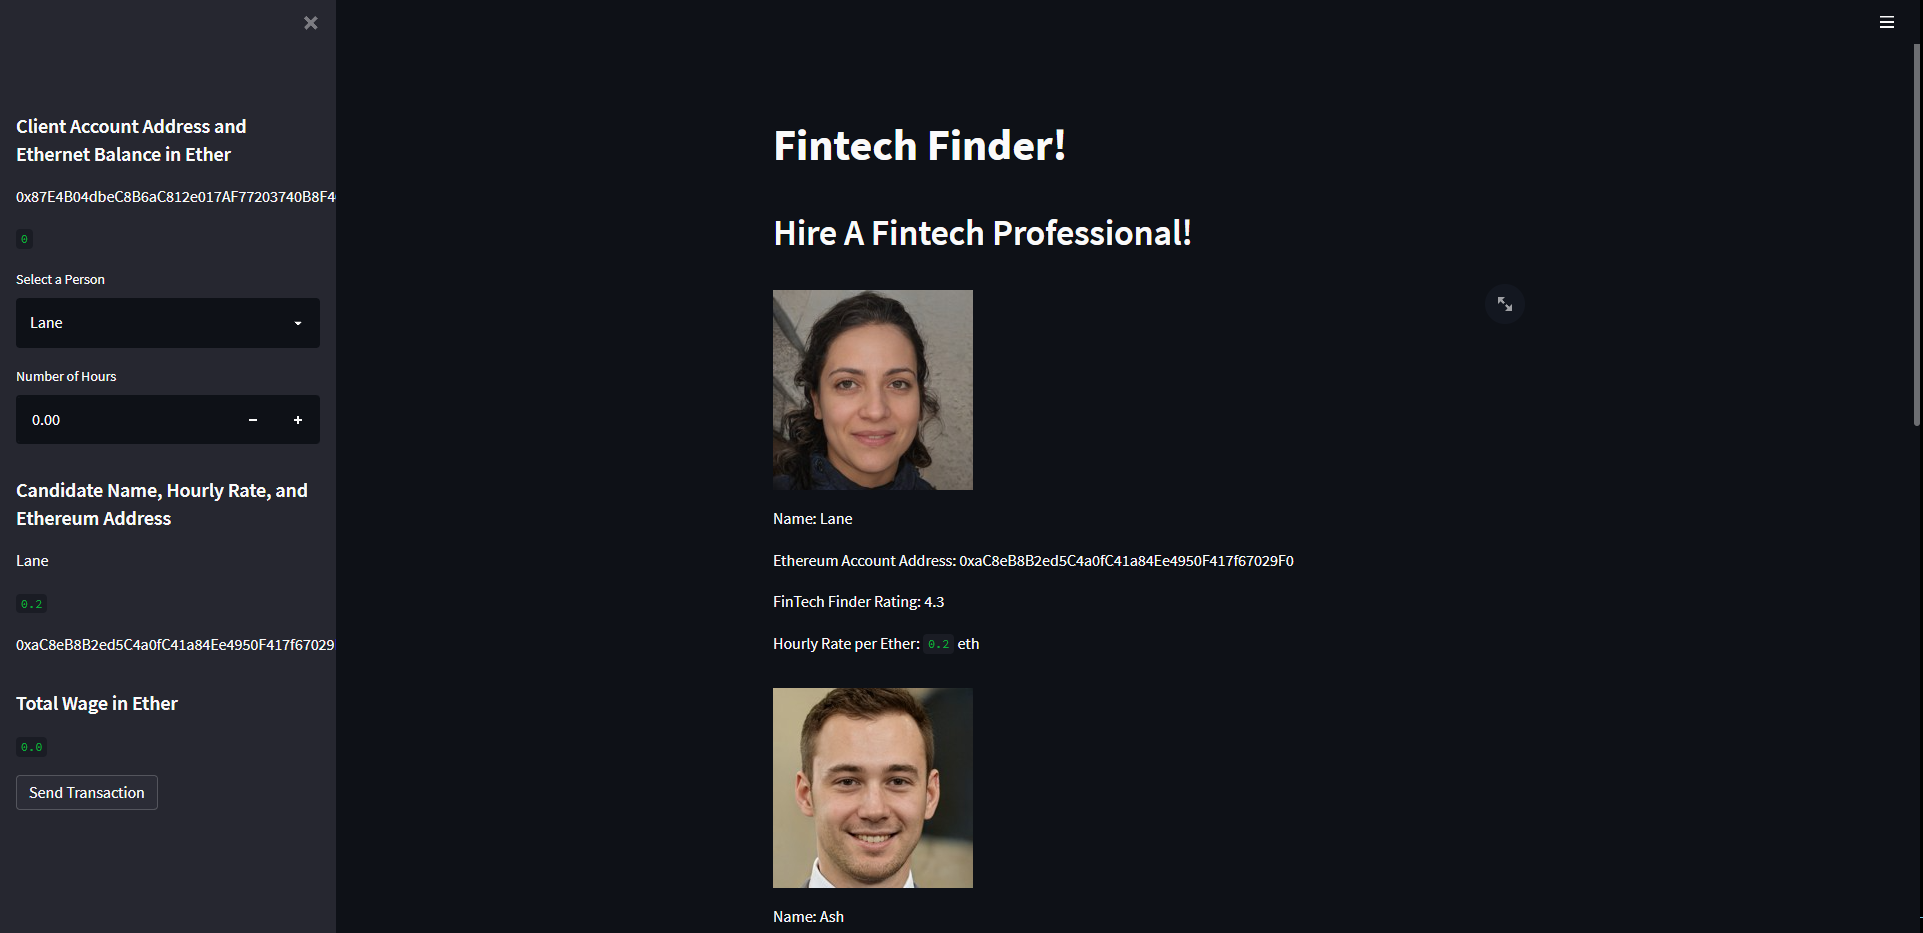 Client Account Address and
Ethernet Balance in Ether
0x87E4B04dbeC8B6aC812e017AF77203740B8F4
0
Select a Person
Lane
Number of Hours
0.00
Candidate Name, Hourly Rate, and
Ethereum Address
Lane
0.2
0xaC8eB8B2ed5C4a0fC41a84Ee4950F417f67029
Total Wage in Ether
0.0
Send Transaction
Fintech Finder!
Hire A Fintech Professional!
Name: Lane
Ethereum Account Address: 0xaC8eB8B2ed5C4a0fC41a84Ee4950F417f67029F0
FinTech Finder Rating: 4.3
Hourly Rate per Ether: 0.2 eth
Name: Ash